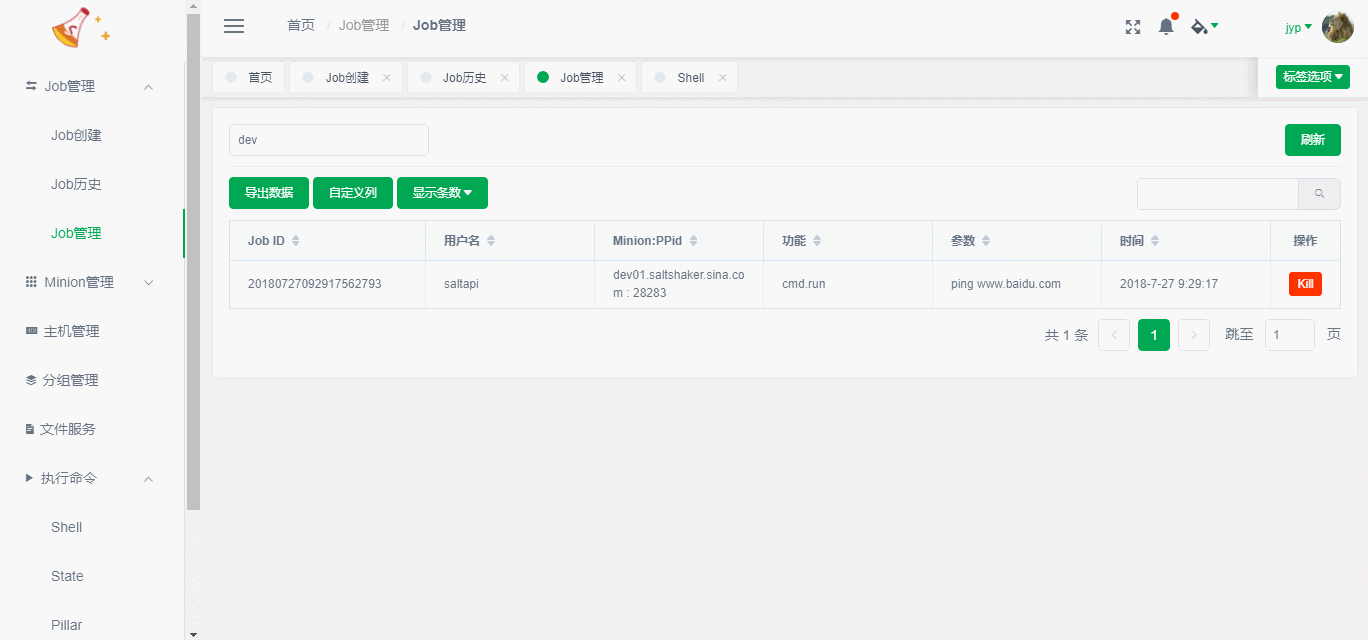 首页 / Job管理 / Job管理
jyp
首页
Job创建
Job历史
Job管理
Shell
标签选项
Job管理
Job创建
Job历史
Job管理
Minion管理
主机管理
分组管理
文件服务
执行命令
Shell
State
Pillar
dev
刷新
导出数据
自定义列
显示条数
Job ID 用户名 Minion:PPid 功能 参数 时间 操作
20180727092917562793 saltapi dev01.saltshaker.sina.co
m : 28283 cmd.run ping www.baidu.com 2018-7-27 9:29:17 Kill
共 1 条 1 跳至 1 页